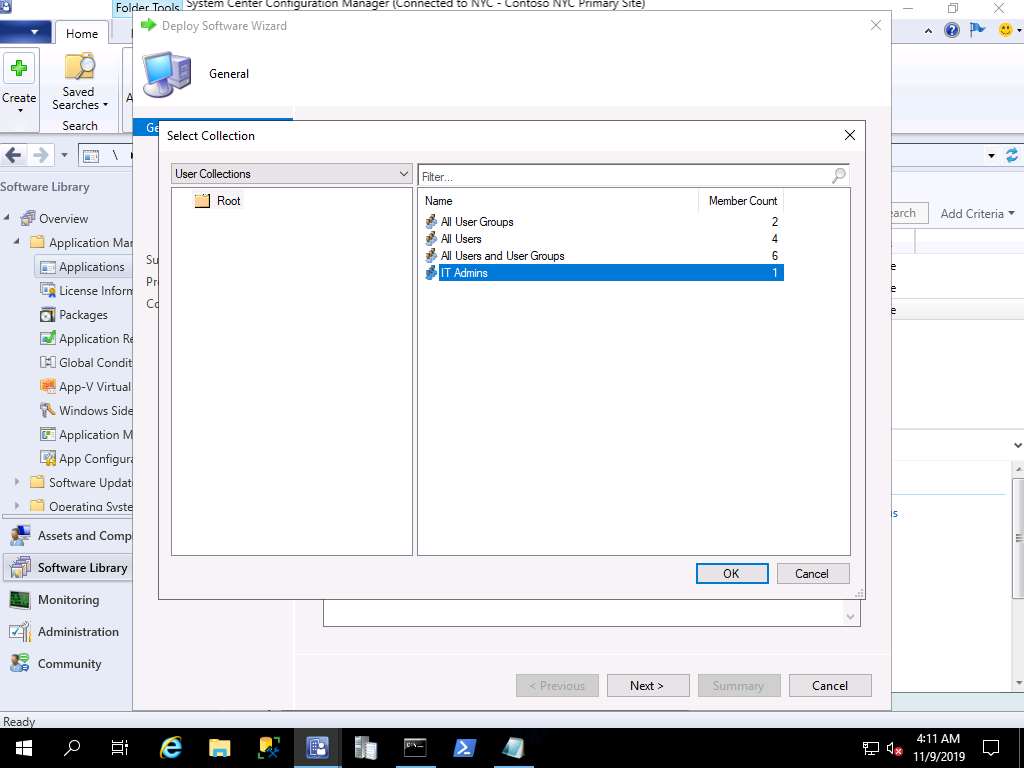 Folder Tools
System Center Configuration Manager (Connected to NYC - Contoso NYC Primary Site)
Home
Create
Saved Searches
Search
Deploy Software Wizard
General
Select Collection
User Collections
Filter...
Root
Name
Member Count
All User Groups
2
All Users
4
All Users and User Groups
6
IT Admins
1
OK
Cancel
< Previous
Next >
Summary
Cancel
\
Software Library
Overview
Application Mar
Applications
License Inforn
Packages
Application Re
Global Condit
App-V Virtual
Windows Side
Application M
App Configura
Software Updat
Operating Syste
Assets and Comp
Software Library
Monitoring
Administration
Community
Su
Pr
Co
earch
Add Criteria
Ready
4:11 AM
11/9/2019